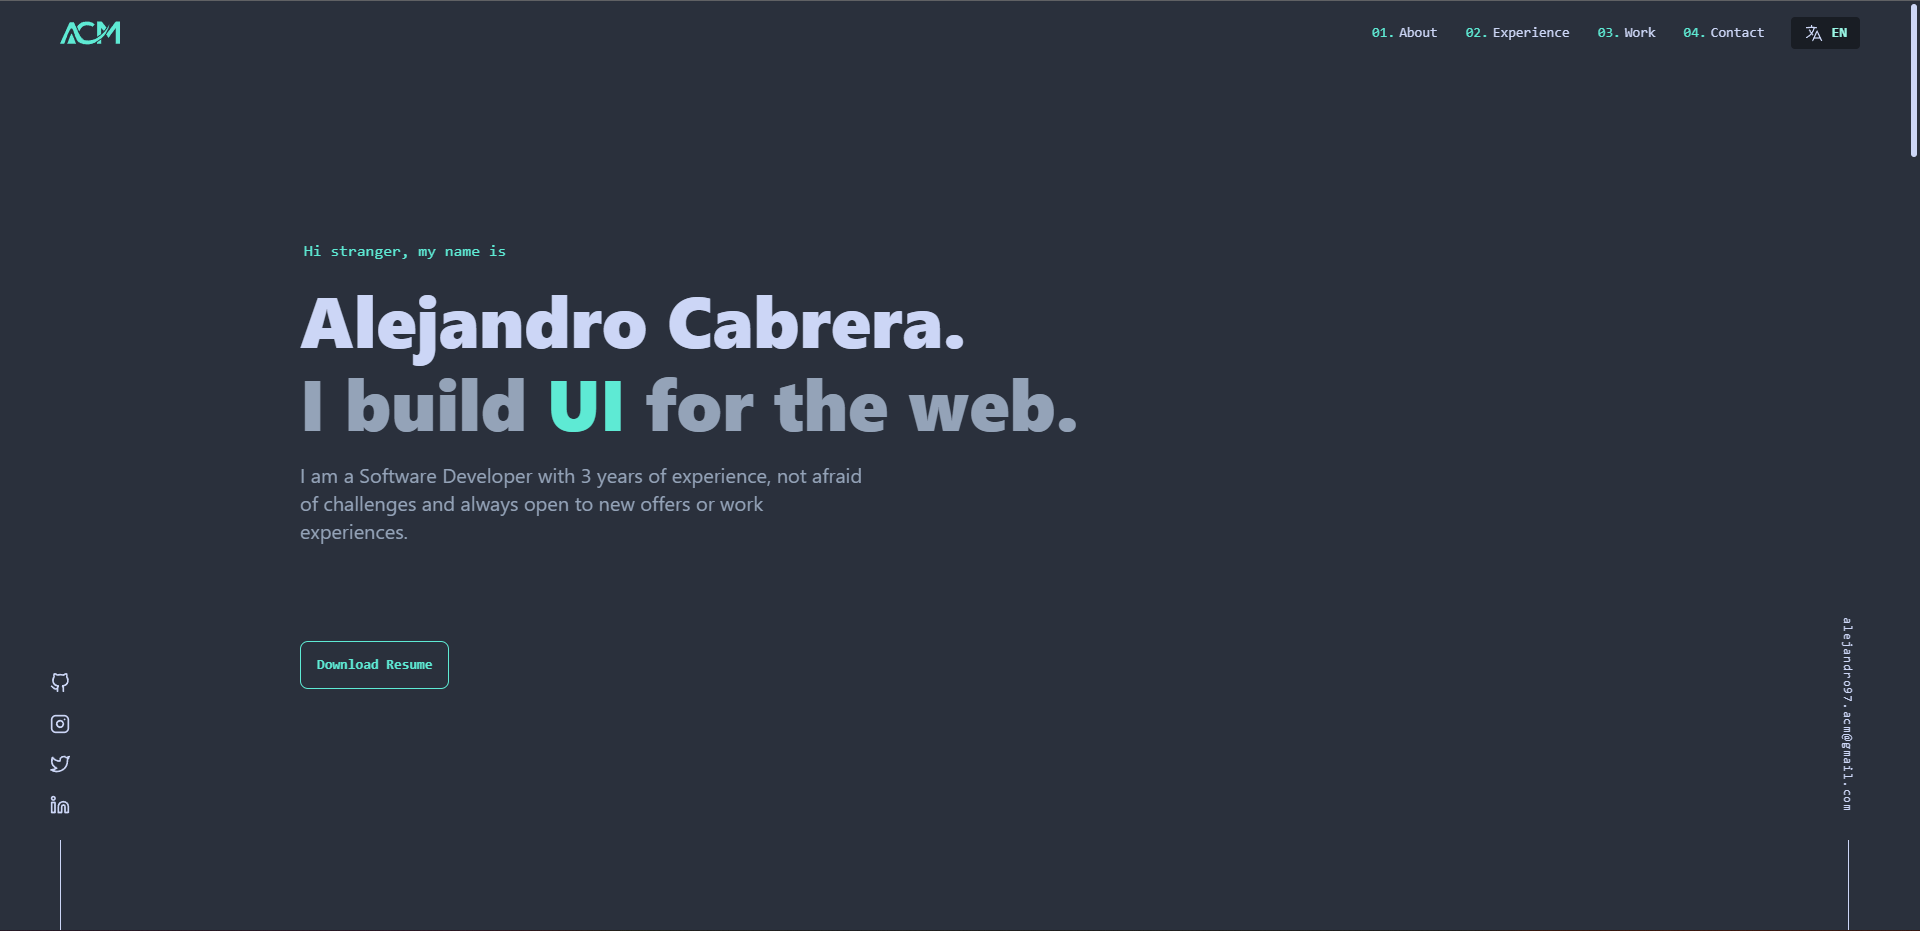 ACM
01. About
02. Experience
03. Work
04. Contact
EN
Hi stranger, my name is
Alejandro Cabrera.
I build UI for the web.
I am a Software Developer with 3 years of experience, not afraid
of challenges and always open to new offers or work
experiences.
Download Resume
alejandro97.acm@gmail.com